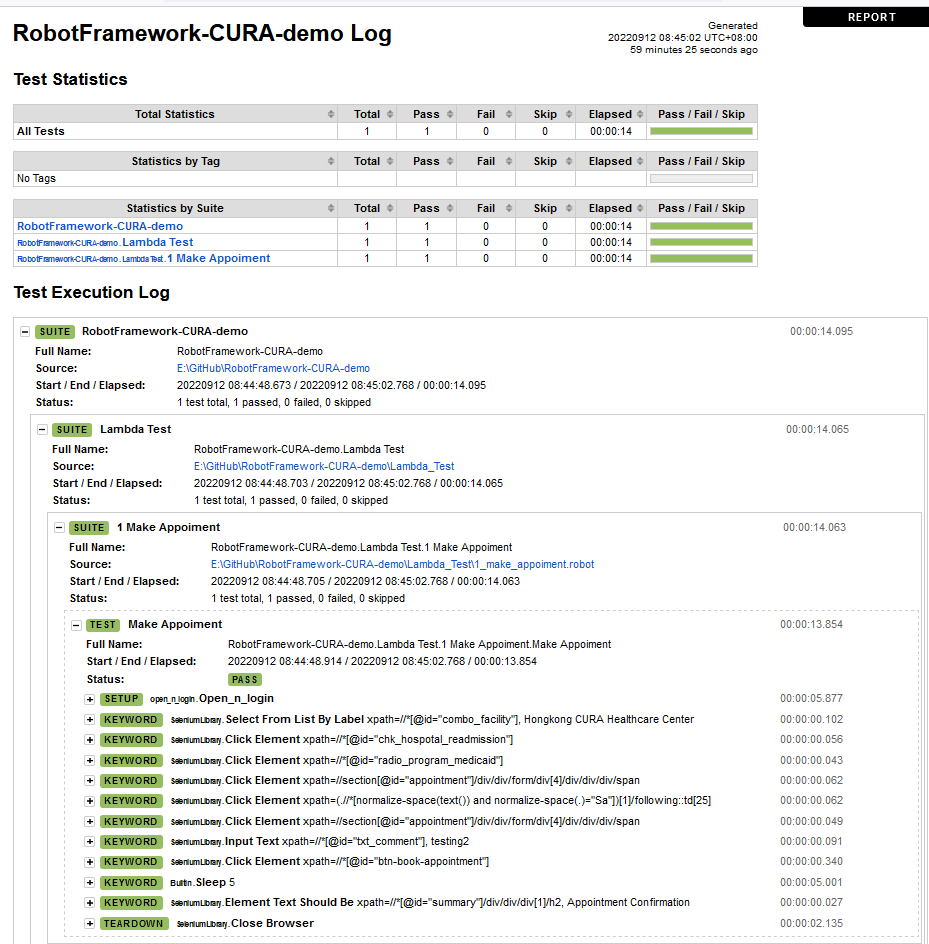 REPORT
RobotFramework-CURA-demo Log
Generated
20220912 08:45:02 UTC+08:00
59 minutes 25 seconds ago
Test Statistics
Total Statistics Total Pass Fail Skip Elapsed Pass / Fail / Skip
All Tests 1 1 0 0 00:00:14
Statistics by Tag Total Pass Fail Skip Elapsed Pass / Fail / Skip
No Tags
Statistics by Suite Total Pass Fail Skip Elapsed Pass / Fail / Skip
RobotFramework-CURA-demo 1 1 0 0 00:00:14
RobotFramework-CURA-demo . Lambda Test 1 1 0 0 00:00:14
RobotFramework-CURA-demo . Lambda Test . 1 Make Appoiment 1 1 0 0 00:00:14
Test Execution Log
SUITE RobotFramework-CURA-demo 00:00:14.095
Full Name: RobotFramework-CURA-demo
Source: E:\GitHub\RobotFramework-CURA-demo
Start / End / Elapsed: 20220912 08:44:48.673 / 20220912 08:45:02.768 / 00:00:14.095
Status: 1 test total, 1 passed, 0 failed, 0 skipped
SUITE Lambda Test 00:00:14.065
Full Name: RobotFramework-CURA-demo.Lambda Test
Source: E:\GitHub\RobotFramework-CURA-demo\Lambda_Test
Start / End / Elapsed: 20220912 08:44:48.703 / 20220912 08:45:02.768 / 00:00:14.065
Status: 1 test total, 1 passed, 0 failed, 0 skipped
SUITE 1 Make Appoiment 00:00:14.063
Full Name: RobotFramework-CURA-demo.Lambda Test.1 Make Appoiment
Source: E:\GitHub\RobotFramework-CURA-demo\Lambda_Test\1_make_appoiment.robot
Start / End / Elapsed: 20220912 08:44:48.705 / 20220912 08:45:02.768 / 00:00:14.063
Status: 1 test total, 1 passed, 0 failed, 0 skipped
TEST Make Appoiment 00:00:13.854
Full Name: RobotFramework-CURA-demo.Lambda Test.1 Make Appoiment.Make Appoiment
Start / End / Elapsed: 20220912 08:44:48.914 / 20220912 08:45:02.768 / 00:00:13.854
Status: PASS
SETUP open_n_login . Open_n_login 00:00:05.877
KEYWORD SeleniumLibrary . Select From List By Label xpath=//*[@id="combo_facility"], Hongkong CURA Healthcare Center 00:00:00.102
KEYWORD SeleniumLibrary . Click Element xpath=//*[@id="chk_hospotal_readmission"] 00:00:00.056
KEYWORD SeleniumLibrary . Click Element xpath=//*[@id="radio_program_medicaid"] 00:00:00.043
KEYWORD SeleniumLibrary . Click Element xpath=//section[@id="appointment"]/div/div/form/div[4]/div/div/div/span 00:00:00.062
KEYWORD SeleniumLibrary . Click Element xpath=(.//*[normalize-space(text()) and normalize-space(.)="Sa"])[1]/following::td[25] 00:00:00.062
KEYWORD SeleniumLibrary . Click Element xpath=//section[@id="appointment"]/div/div/form/div[4]/div/div/div/span 00:00:00.049
KEYWORD SeleniumLibrary . Input Text xpath=//*[@id="txt_comment"], testing2 00:00:00.091
KEYWORD SeleniumLibrary . Click Element xpath=//*[@id="btn-book-appointment"] 00:00:00.340
KEYWORD BuiltIn . Sleep 5 00:00:05.001
KEYWORD SeleniumLibrary . Element Text Should Be xpath=//*[@id="summary"]/div/div/div[1]/h2, Appointment Confirmation 00:00:00.027
TEARDOWN SeleniumLibrary . Close Browser 00:00:02.135